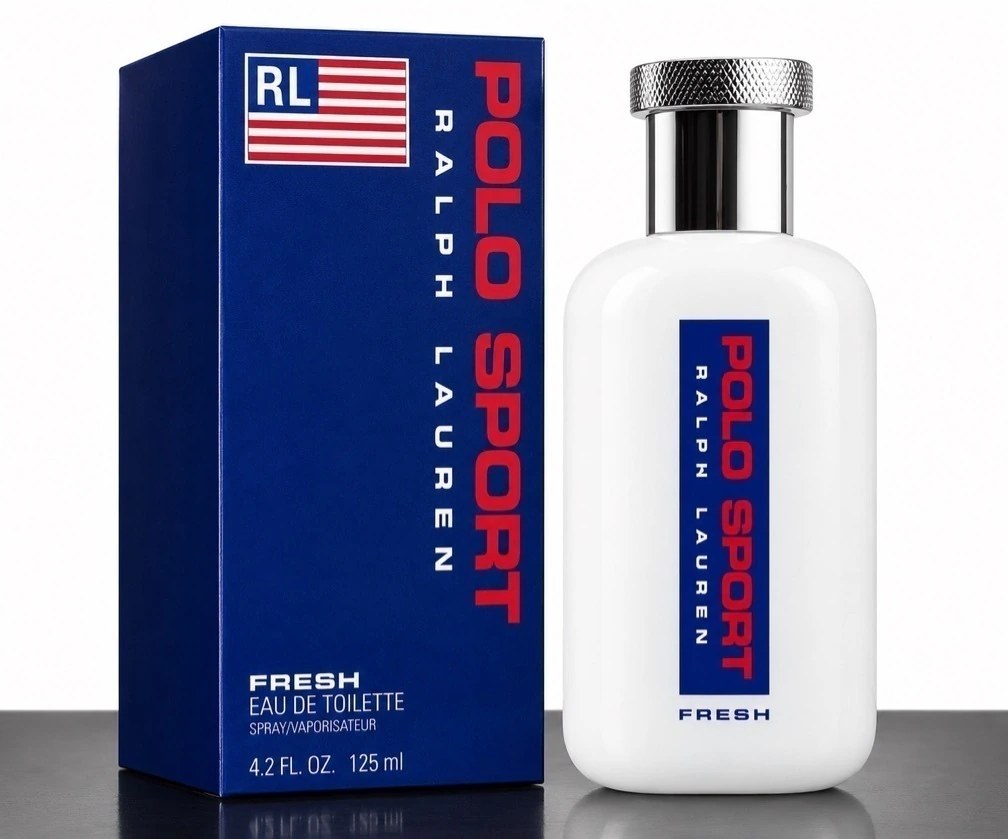 RL
POLO SPORT
RALPH LAUREN
FRESH
EAU DE TOILETTE
SPRAY/VAPORISATEUR
4.2 FL. OZ. 125 ml
POLO SPORT
RALPH LAUREN
FRESH